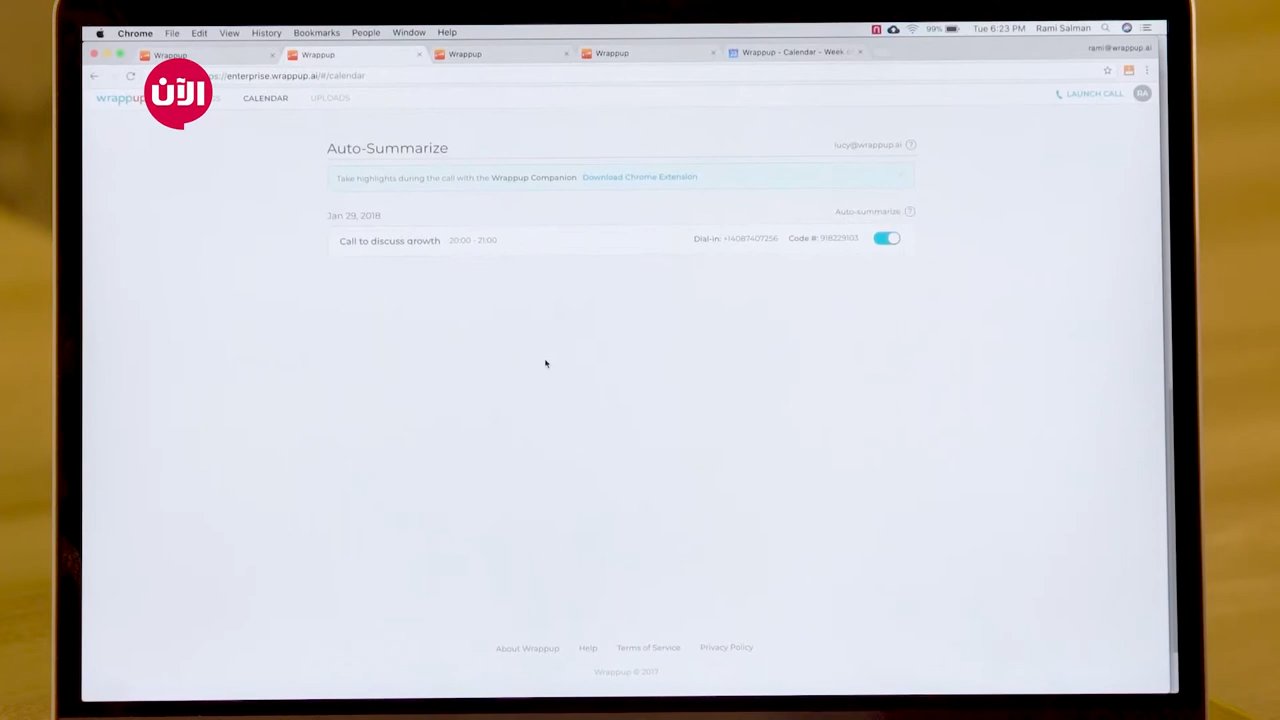 Chrome File Edit View History Bookmarks People Window Help 99% Tue 6:23 PM Rami Salman
Wrappup Wrappup Wrappup Wrappup Wrappup - Calendar - Week rami@wrappup.ai
enterprise.wrappup.ai/#/calendar
الآن
wrappup CALENDAR UPLOADS LAUNCH CALL RA
Auto-Summarize lucy@wrappup.ai ?
Take highlights during the call with the Wrappup Companion Download Chrome Extension
Jan 29, 2018 Auto-summarize ?
Call to discuss growth 20:00 - 21:00 Dial-in: +14087407256 Code #: 918229103
About Wrappup Help Terms of Service Privacy Policy
Wrappup © 2017